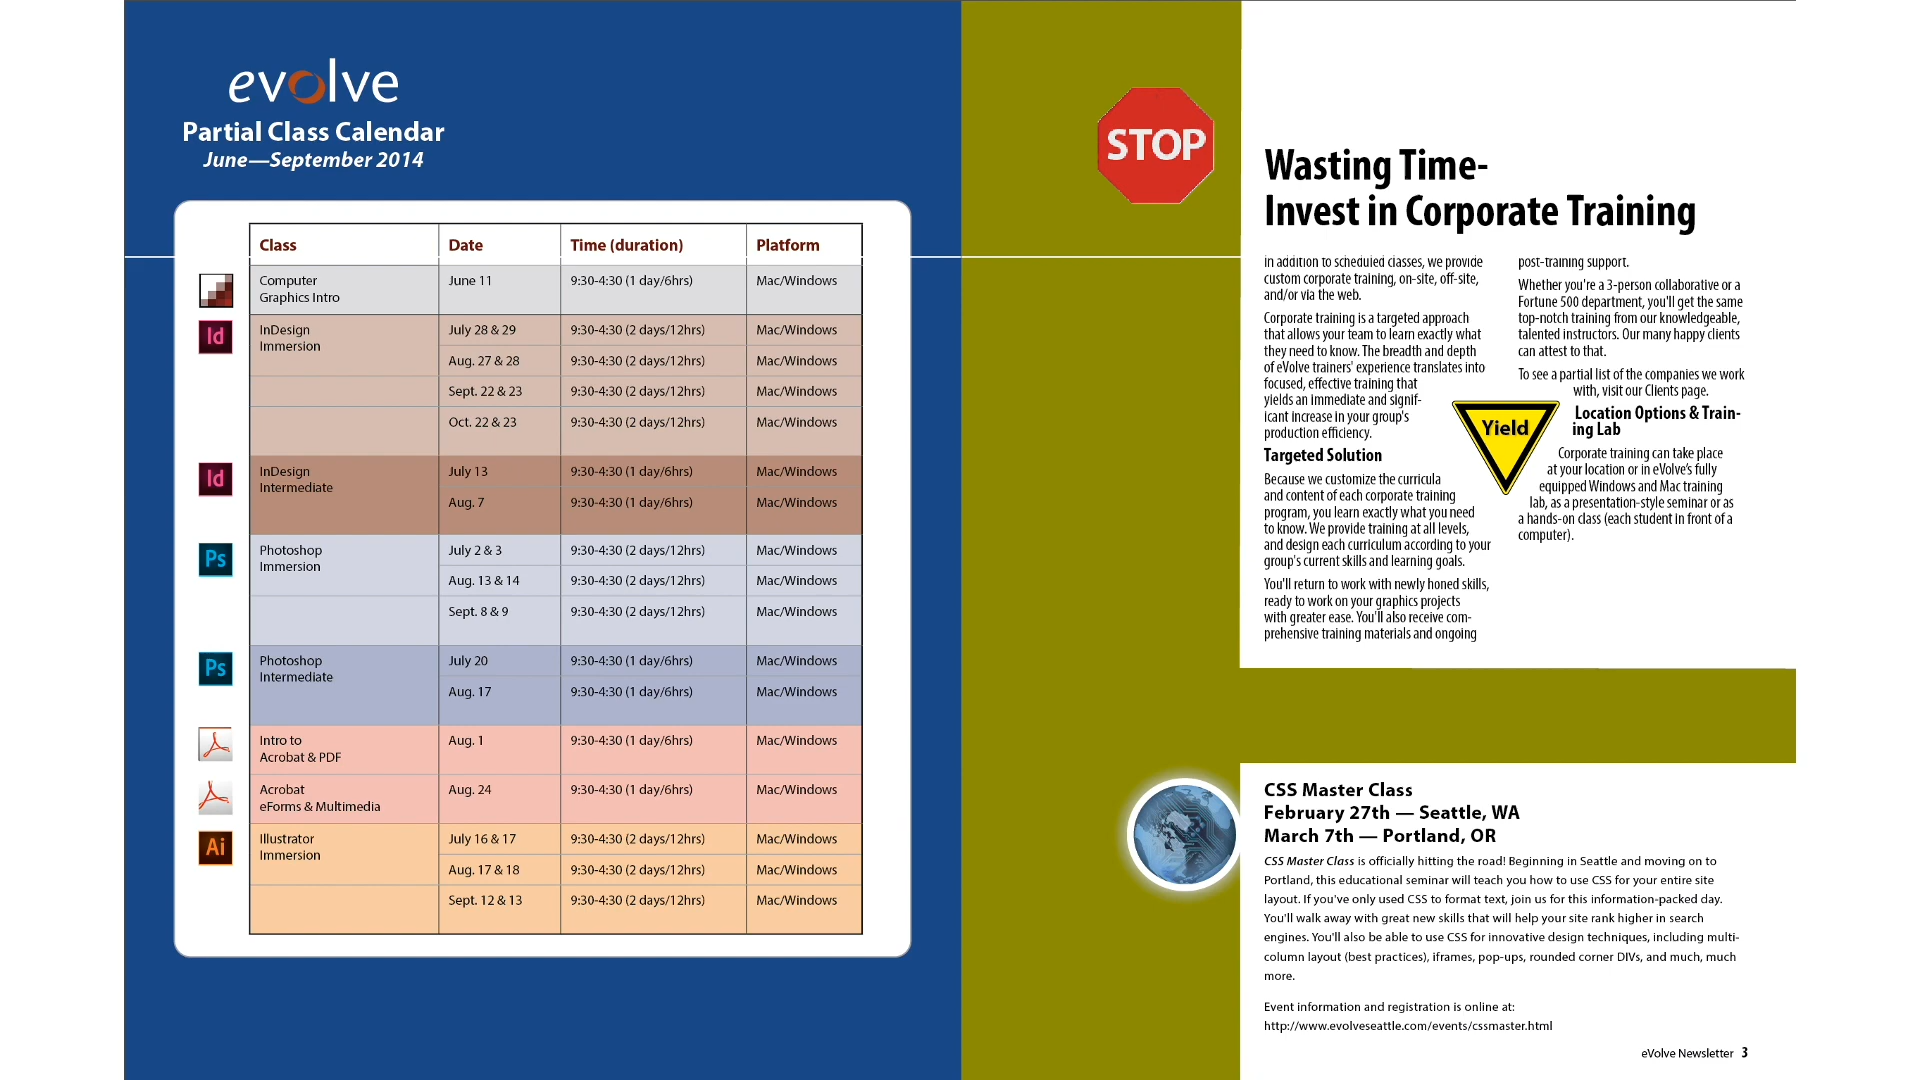 evolve
Partial Class Calendar
June—September 2014
Class Date Time (duration) Platform
Computer June 11 9:30-4:30 (1 day/6hrs) Mac/Windows
Graphics Intro
Id
InDesign July 28 & 29 9:30-4:30 (2 days/12hrs) Mac/Windows
Immersion
Aug. 27 & 28 9:30-4:30 (2 days/12hrs) Mac/Windows
Sept. 22 & 23 9:30-4:30 (2 days/12hrs) Mac/Windows
Oct. 22 & 23 9:30-4:30 (2 days/12hrs) Mac/Windows
Id
InDesign July 13 9:30-4:30 (1 day/6hrs) Mac/Windows
Intermediate
Aug. 7 9:30-4:30 (1 day/6hrs) Mac/Windows
Ps
Photoshop July 2 & 3 9:30-4:30 (2 days/12hrs) Mac/Windows
Immersion
Aug. 13 & 14 9:30-4:30 (2 days/12hrs) Mac/Windows
Sept. 8 & 9 9:30-4:30 (2 days/12hrs) Mac/Windows
Ps
Photoshop July 20 9:30-4:30 (1 day/6hrs) Mac/Windows
Intermediate
Aug. 17 9:30-4:30 (1 day/6hrs) Mac/Windows
Intro to Aug. 1 9:30-4:30 (1 day/6hrs) Mac/Windows
Acrobat & PDF
Acrobat Aug. 24 9:30-4:30 (1 day/6hrs) Mac/Windows
eForms & Multimedia
Ai
Illustrator July 16 & 17 9:30-4:30 (2 days/12hrs) Mac/Windows
Immersion
Aug. 17 & 18 9:30-4:30 (2 days/12hrs) Mac/Windows
Sept. 12 & 13 9:30-4:30 (2 days/12hrs) Mac/Windows
STOP
Wasting Time-
Invest in Corporate Training
in addition to scheduled classes, we provide
custom corporate training, on-site, off-site,
and/or via the web.
Corporate training is a targeted approach
that allows your team to learn exactly what
they need to know. The breadth and depth
of eVolve trainers' experience translates into
focused, effective training that
yields an immediate and signif-
icant increase in your group's
production efficiency.
Targeted Solution
Because we customize the curricula
and content of each corporate training
program, you learn exactly what you need
to know. We provide training at all levels,
and design each curriculum according to your
group's current skills and learning goals.
You'll return to work with newly honed skills,
ready to work on your graphics projects
with greater ease. You'll also receive com-
prehensive training materials and ongoing
post-training support.
Whether you're a 3-person collaborative or a
Fortune 500 department, you'll get the same
top-notch training from our knowledgeable,
talented instructors. Our many happy clients
can attest to that.
To see a partial list of the companies we work
with, visit our Clients page.
Yield
Location Options & Train-
ing Lab
Corporate training can take place
at your location or in eVolve's fully
equipped Windows and Mac training
lab, as a presentation-style seminar or as
a hands-on class (each student in front of a
computer).
CSS Master Class
February 27th — Seattle, WA
March 7th — Portland, OR
CSS Master Class is officially hitting the road! Beginning in Seattle and moving on to
Portland, this educational seminar will teach you how to use CSS for your entire site
layout. If you've only used CSS to format text, join us for this information-packed day.
You'll walk away with great new skills that will help your site rank higher in search
engines. You'll also be able to use CSS for innovative design techniques, including multi-
column layout (best practices), iframes, pop-ups, rounded corner DIVs, and much, much
more.
Event information and registration is online at:
http://www.evolveseattle.com/events/cssmaster.html
eVolve Newsletter 3